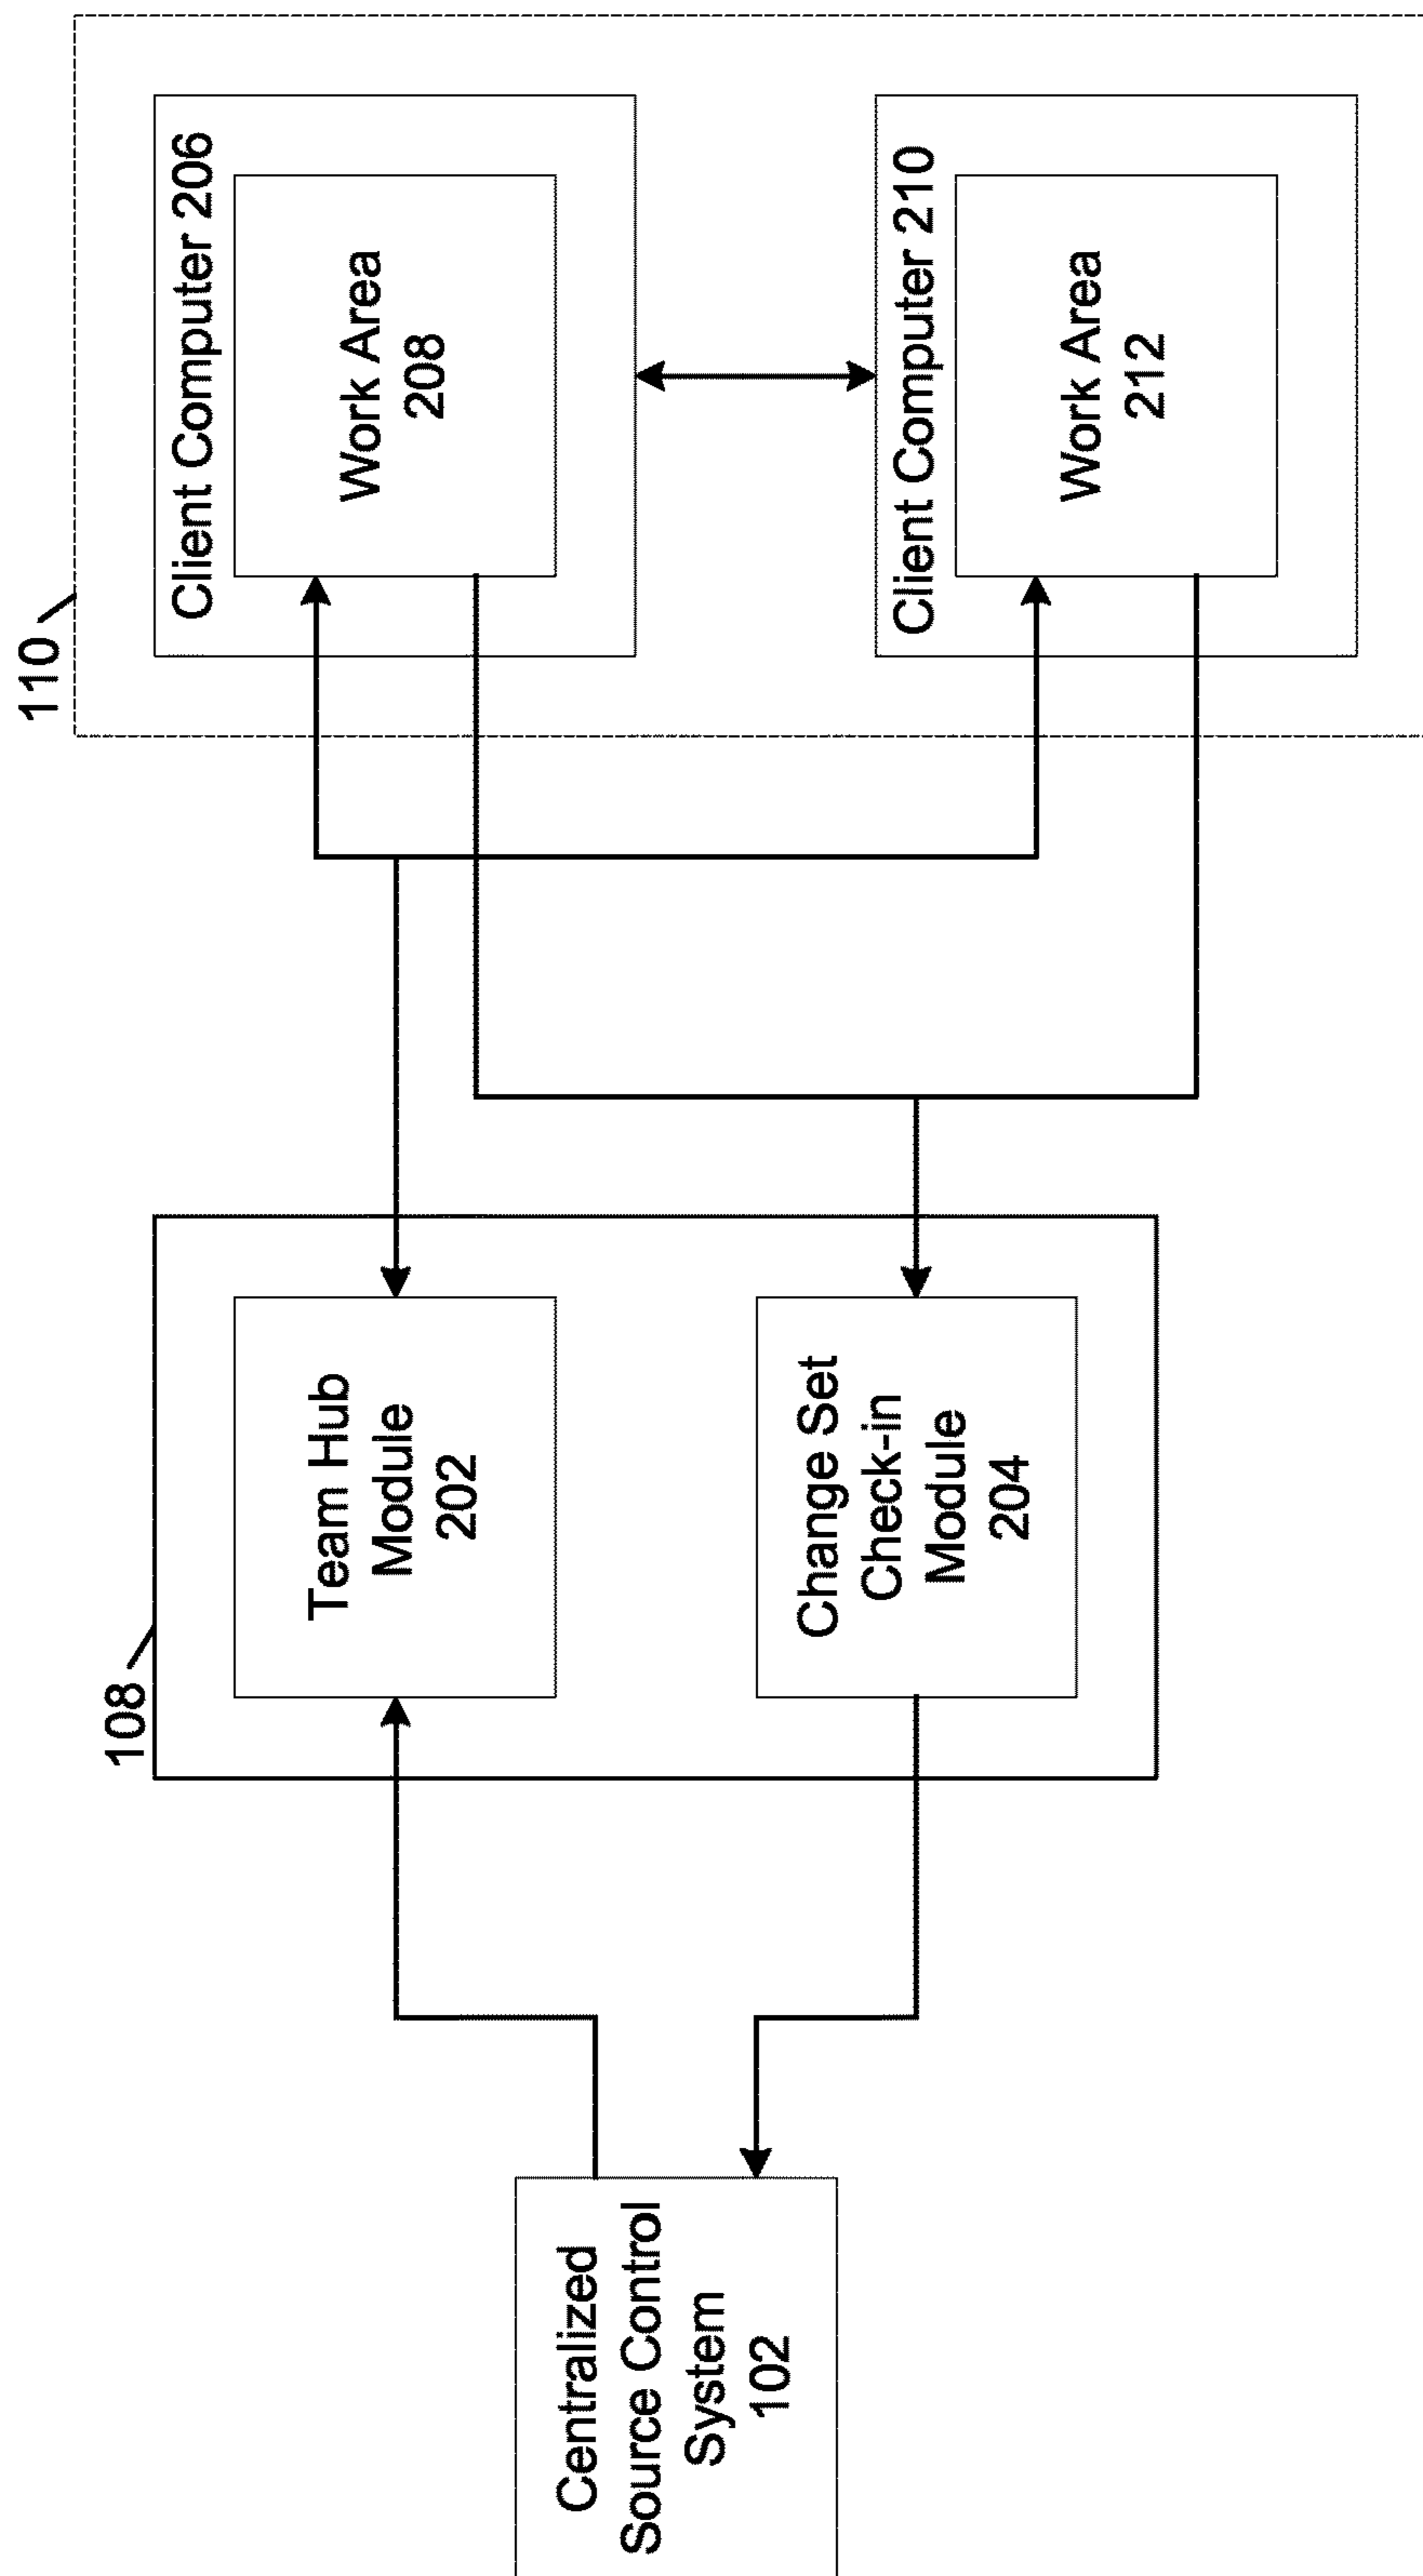 Centralized
Source Control
System
102
108
Team Hub
Module
202
Change Set
Check-in
Module
204
110
Client Computer 206
Work Area
208
Client Computer 210
Work Area
212